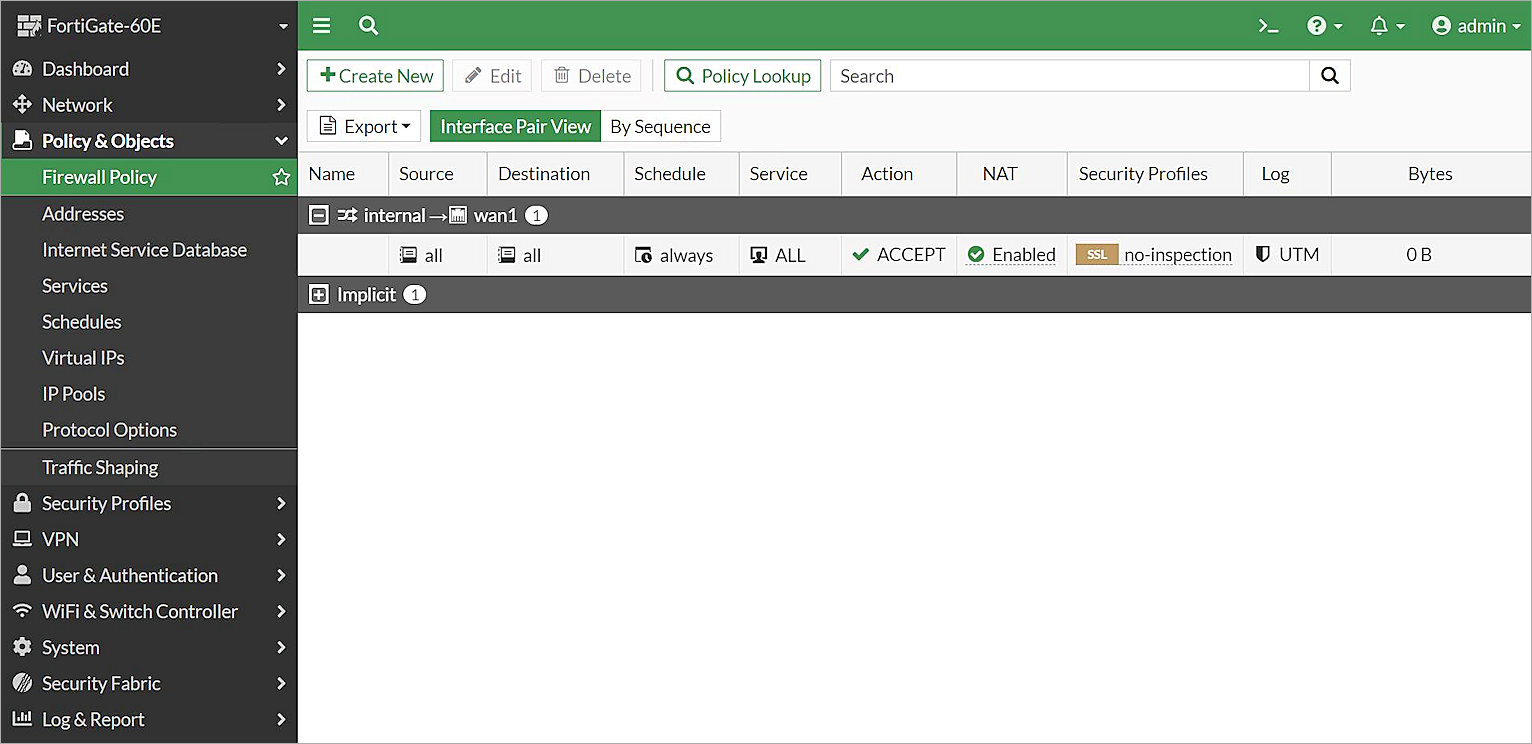 FortiGate-60E
admin
Dashboard
Network
Policy & Objects
Firewall Policy
Addresses
Internet Service Database
Services
Schedules
Virtual IPs
IP Pools
Protocol Options
Traffic Shaping
Security Profiles
VPN
User & Authentication
WiFi & Switch Controller
System
Security Fabric
Log & Report
+Create New Edit Delete Policy Lookup Search
Export Interface Pair View By Sequence
Name Source Destination Schedule Service Action NAT Security Profiles Log Bytes
internal → wan1 1
all all always ALL ACCEPT Enabled SSL no-inspection UTM 0 B
Implicit 1